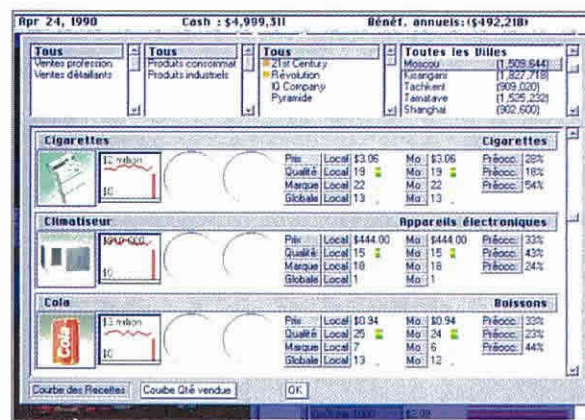 Apr 24, 1990 Cash : $4,999,311 Bénéf. annuels:($492,218)
Tous
Ventes profession
Ventes détaillants
Tous
Produits consommat
Produits industriels
Tous
21st Century
Révolution
IQ Company
Pyramide
Toutes les Villes
Moscou (1,509,644)
Kisangani (1,827,718)
Tachkent (909,020)
Tamatave (1,525,232)
Shanghai (902,600)
Cigarettes Cigarettes
$2 million
$0
Prix Local $3.06 Mo $3.06 Préocc. 28%
Qualité Local 19 Mo 19 Préocc. 18%
Marque Local 22 Mo 22 Préocc. 54%
Globale Local 13 Mo 13
Climatiseur Appareils électroniques
$0
Prix Local $444.00 Mo $444.00 Préocc. 33%
Qualité Local 15 Mo 15 Préocc. 43%
Marque Local 18 Mo 18 Préocc. 24%
Globale Local 1 Mo 1
Cola Boissons
$3 million
$0
Cola
Prix Local $0.94 Mo $0.94 Préocc. 33%
Qualité Local 25 Mo 24 Préocc. 23%
Marque Local 7 Mo 6 Préocc. 44%
Globale Local 13 Mo 12
Courbe des Recettes Courbe Qté vendue OK